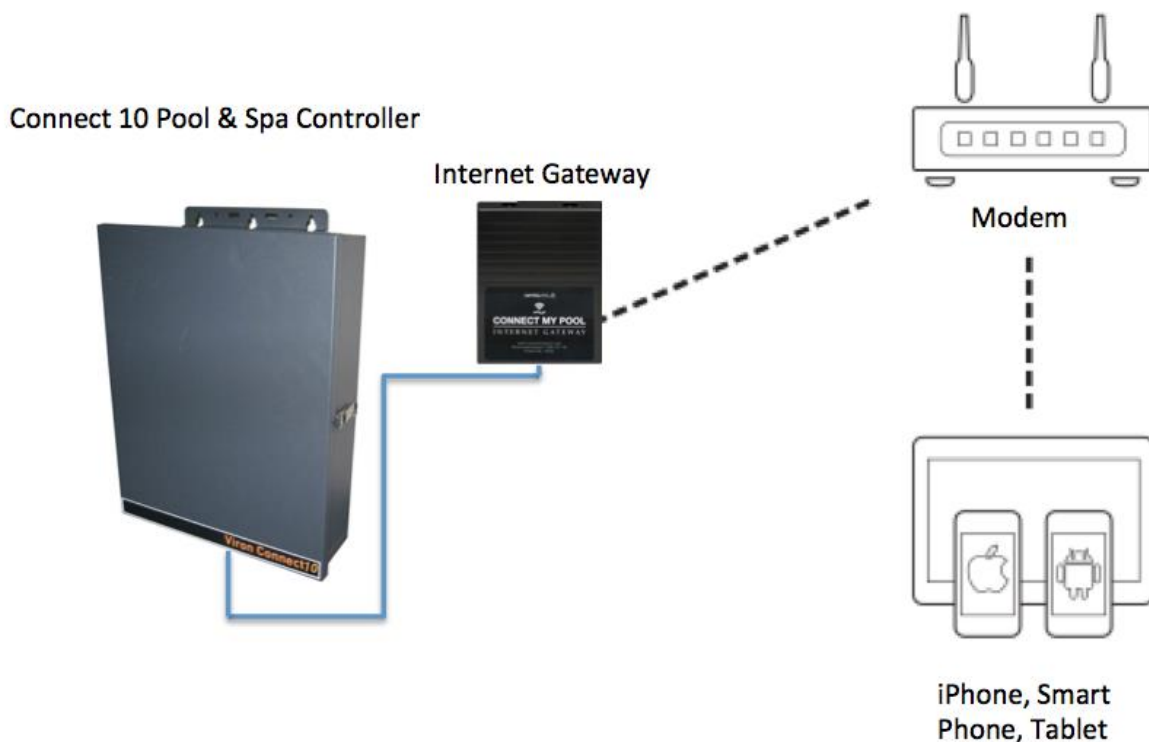 Connect 10 Pool & Spa Controller
Internet Gateway
CONNECT MY POOL
INTERNET GATEWAY
Viron Connect10
Modem
iPhone, Smart
Phone, Tablet